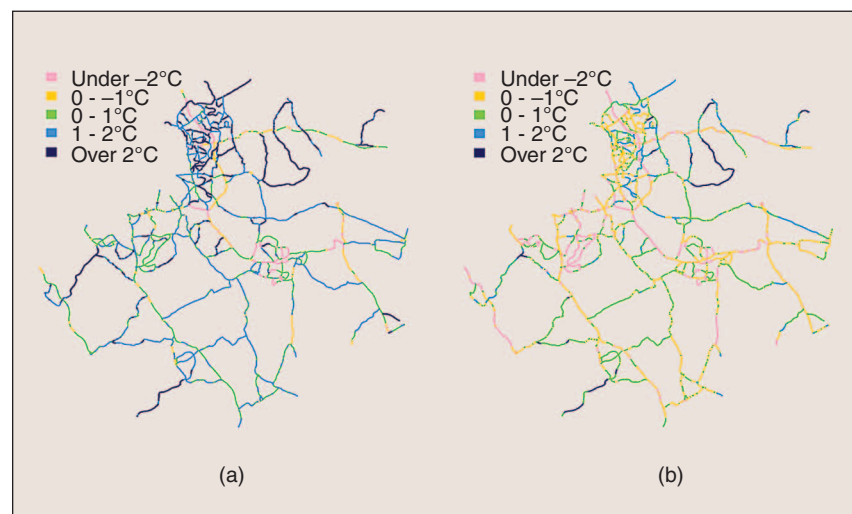 Under –2°C
0 - –1°C
0 - 1°C
1 - 2°C
Over 2°C
(a)
Under –2°C
0 - –1°C
0 - 1°C
1 - 2°C
Over 2°C
(b)